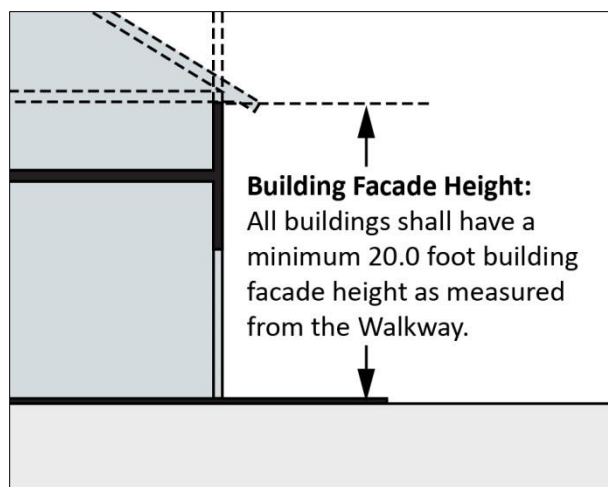 Building Facade Height:
All buildings shall have a
minimum 20.0 foot building
facade height as measured
from the Walkway.